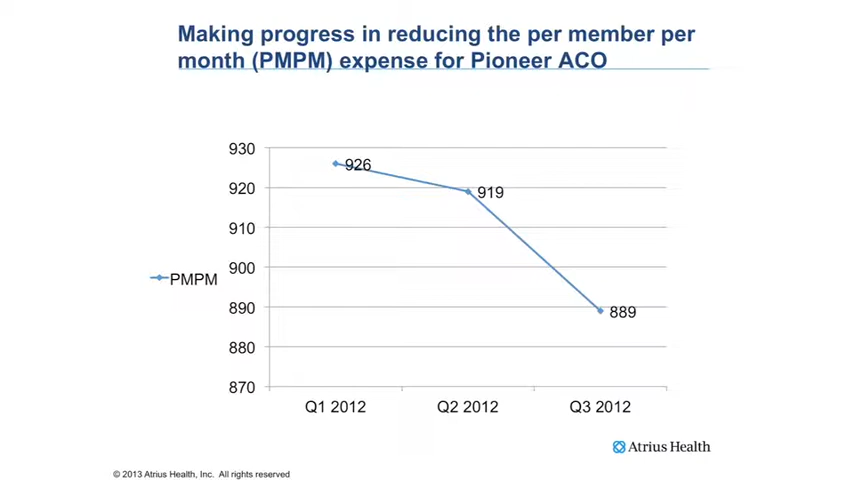 Making progress in reducing the per member per
month (PMPM) expense for Pioneer ACO
930
926
920
919
910
900
PMPM
890
889
880
870
Q1 2012
Q2 2012
Q3 2012
Atrius Health
© 2013 Atrius Health, Inc. All rights reserved